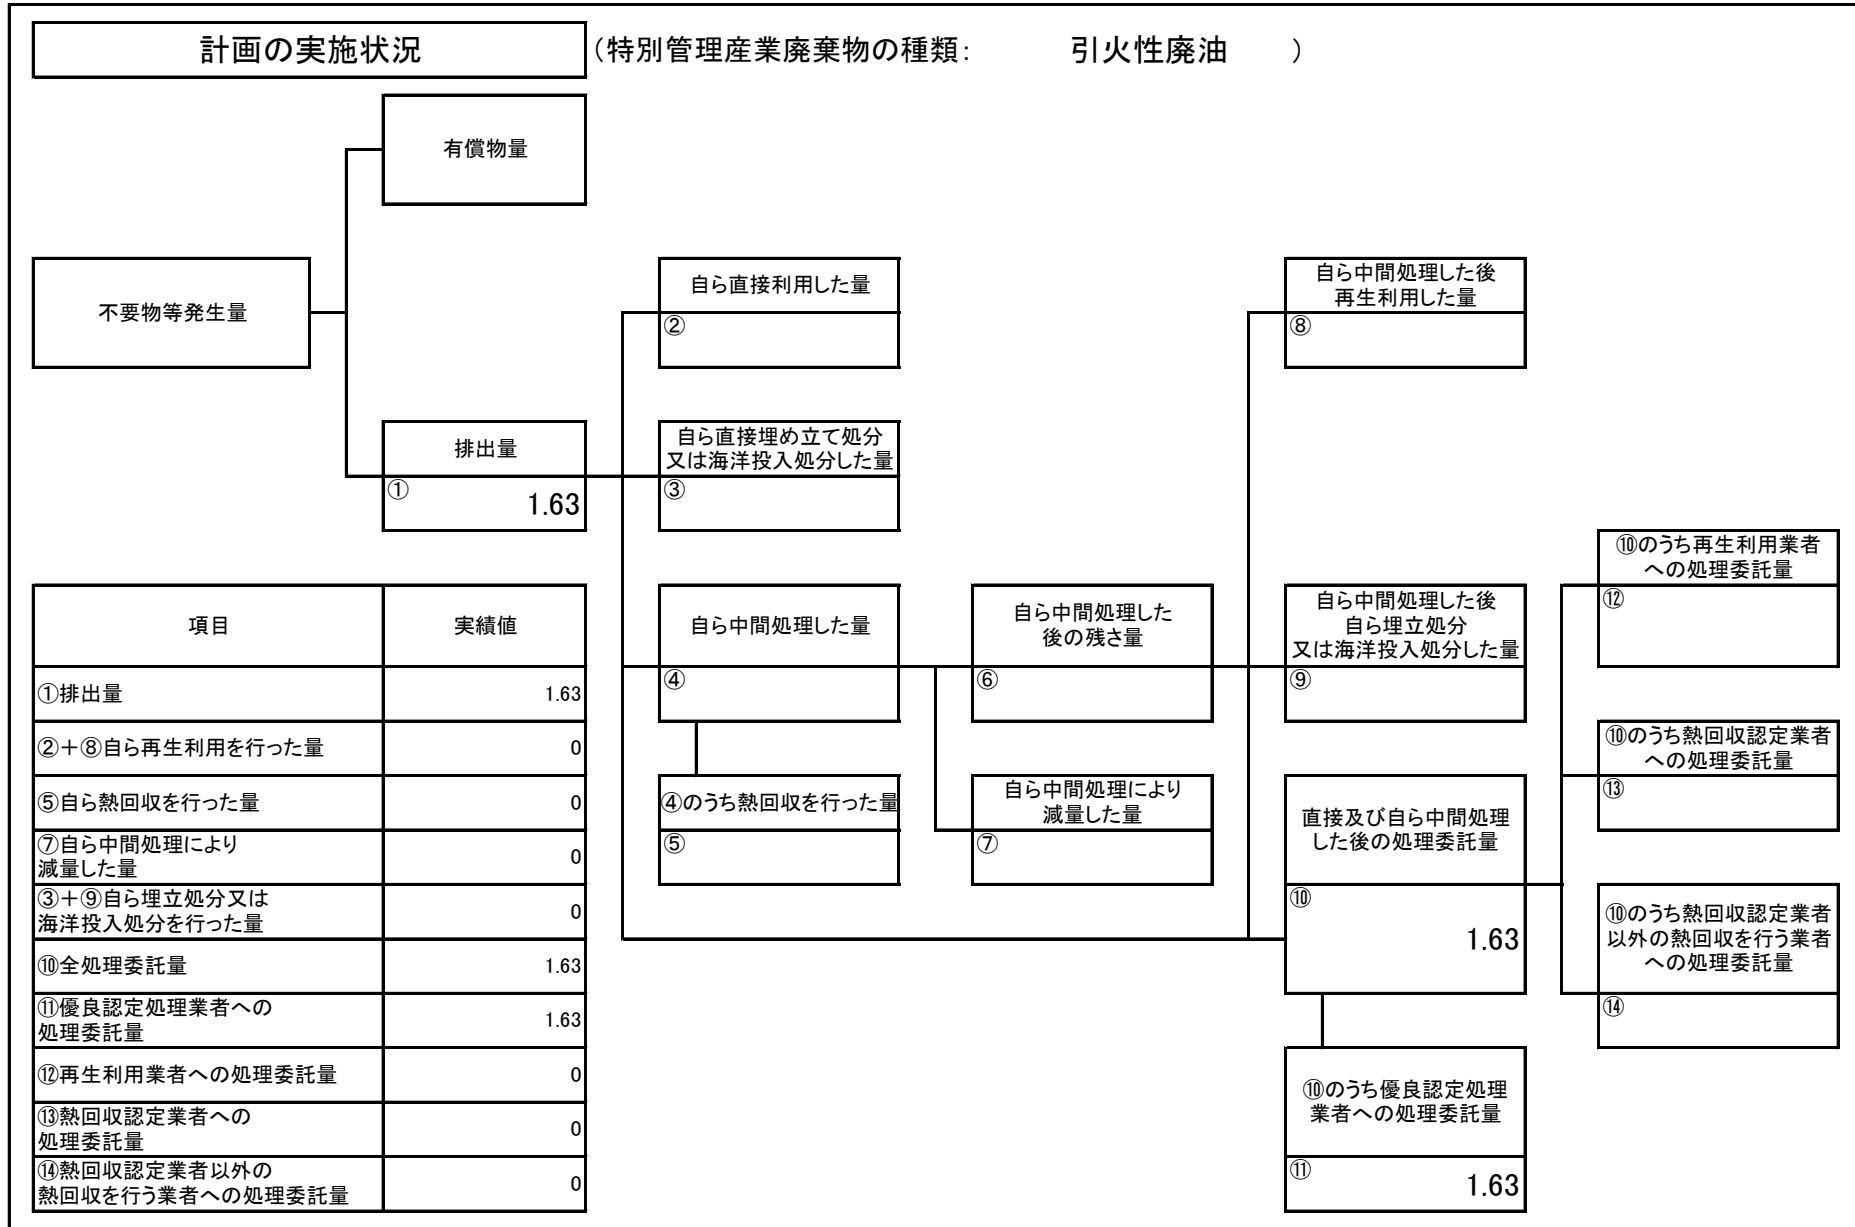 計画の実施状況
（特別管理産業廃棄物の種類： 引火性廃油 ）
有償物量
不要物等発生量
自ら直接利用した量
②
自ら中間処理した後
再生利用した量
⑧
排出量
① 1.63
自ら直接埋め立て処分
又は海洋投入処分した量
③
項目 実績値
①排出量 1.63
②＋⑧自ら再生利用を行った量 0
⑤自ら熱回収を行った量 0
⑦自ら中間処理により
減量した量 0
③＋⑨自ら埋立処分又は
海洋投入処分を行った量 0
⑩全処理委託量 1.63
⑪優良認定処理業者への
処理委託量 1.63
⑫再生利用業者への処理委託量 0
⑬熱回収認定業者への
処理委託量 0
⑭熱回収認定業者以外の
熱回収を行う業者への処理委託量 0
自ら中間処理した量
④
④のうち熱回収を行った量
⑤
自ら中間処理した
後の残さ量
⑥
自ら中間処理により
減量した量
⑦
自ら中間処理した後
自ら埋立処分
又は海洋投入処分した量
⑨
直接及び自ら中間処理
した後の処理委託量
⑩
1.63
⑩のうち優良認定処理
業者への処理委託量
⑪ 1.63
⑩のうち再生利用業者
への処理委託量
⑫
⑩のうち熱回収認定業者
への処理委託量
⑬
⑩のうち熱回収認定業者
以外の熱回収を行う業者
への処理委託量
⑭